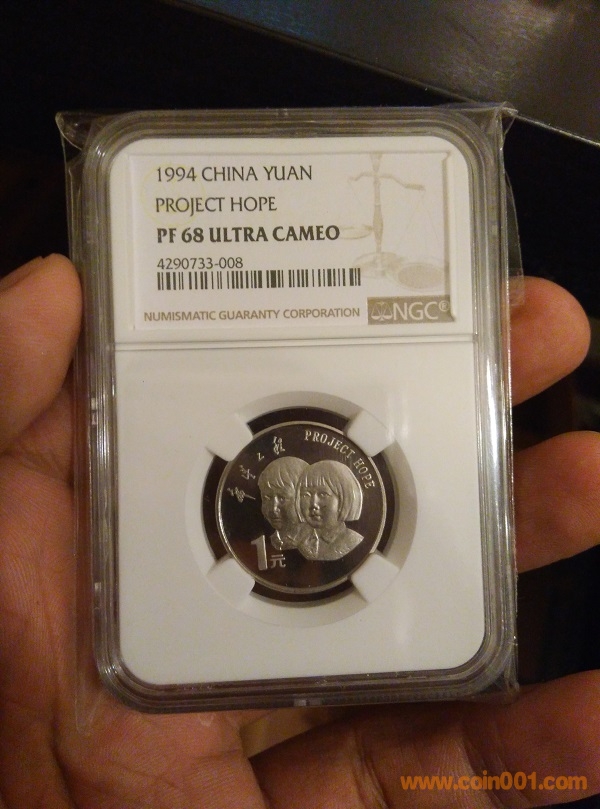 1994 CHINA YUAN
PROJECT HOPE
PF 68 ULTRA CAMEO
4290733-008
NUMISMATIC GUARANTY CORPORATION
NGC®
PROJECT HOPE
1元
www.coin001.com